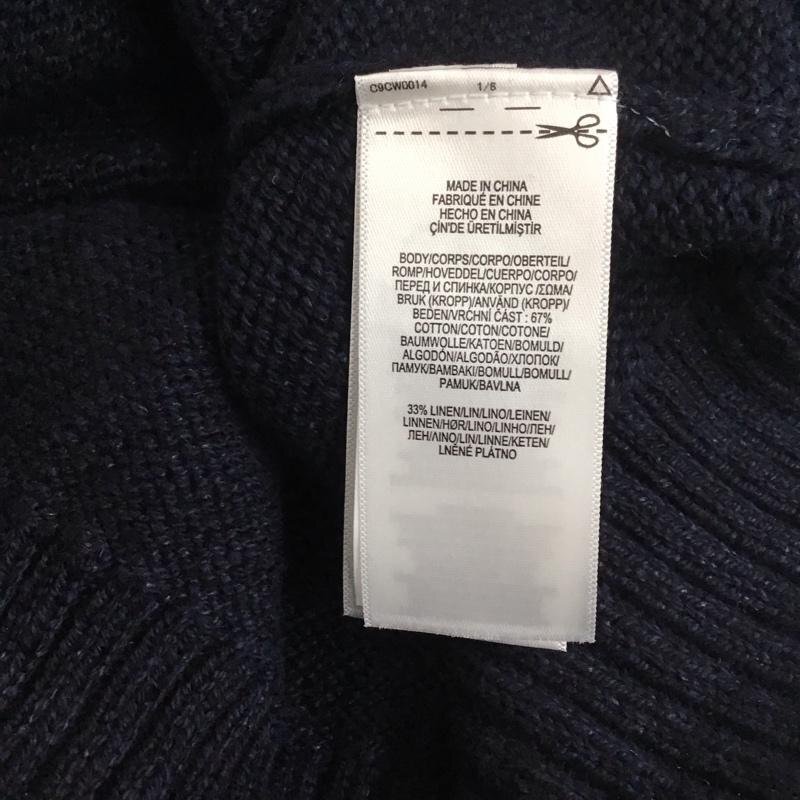 C9CW0014 1/6
MADE IN CHINA
FABRIQUÉ EN CHINE
HECHO EN CHINA
ÇİN'DE ÜRETİLMİŞTİR
BODY/CORPS/CORPO/OBERTEIL/
ROMP/HOVEDDEL/CUERPO/CORPO/
ПЕРЕД И СПИНКА/КОРПУС /ΣΩΜΑ/
BRUK (KROPP)/ANVÄND (KROPP)/
BEDEN/VRCHNÍ ČÁST : 67%
COTTON/COTON/COTONE/
BAUMWOLLE/KATOEN/BOMULD/
ALGODÓN/ALGODÃO/ХЛОПОК/
ПАМУК/ΒΑΜΒΑΚΙ/BOMULL/BOMULL/
PAMUK/BAVLNA
33% LINEN/LIN/LINO/LEINEN/
LINNEN/HØR/LINO/LINHO/ЛЕН/
ЛЕН/ΛΙΝΟ/LIN/LINNE/KETEN/
LNĚNÉ PLÁTNO